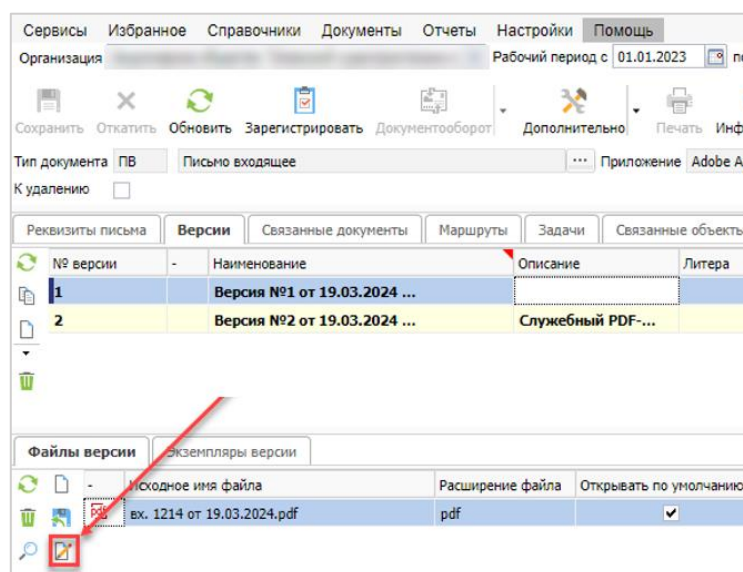 Сервисы Избранное Справочники Документы Отчеты Настройки Помощь
Организация Рабочий период с 01.01.2023 п
Сохранить Откатить Обновить Зарегистрировать Документооборот Дополнительно Печать Инф
Тип документа ПВ Письмо входящее ... Приложение Adobe A
К удалению
Реквизиты письма Версии Связанные документы Маршруты Задачи Связанные объекты
№ версии - Наименование Описание Литера
1 Версия №1 от 19.03.2024 ...
2 Версия №2 от 19.03.2024 ... Служебный PDF-...
Файлы версии Экземпляры версии
- Исходное имя файла Расширение файла Открывать по умолчанию
pdf вх. 1214 от 19.03.2024.pdf pdf